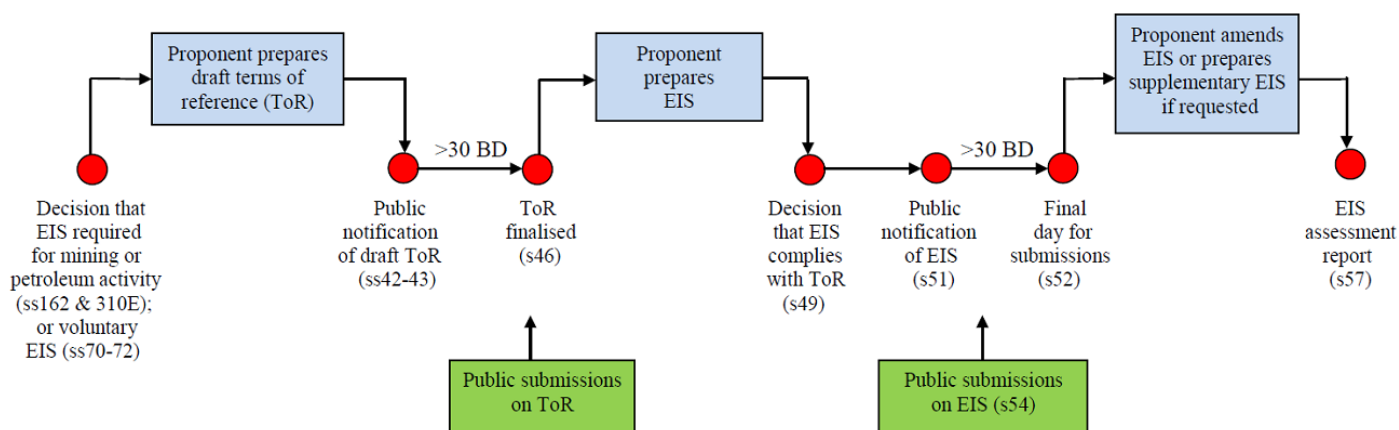 Proponent prepares
draft terms of
reference (ToR)
Proponent
prepares
EIS
Proponent amends
EIS or prepares
supplementary EIS
if requested
>30 BD
>30 BD
Decision that
EIS required
for mining or
petroleum activity
(ss162 & 310E);
or voluntary
EIS (ss70-72)
Public
notification
of draft ToR
(ss42-43)
ToR
finalised
(s46)
Decision
that EIS
complies
with ToR
(s49)
Public
notification
of EIS
(s51)
Final
day for
submissions
(s52)
EIS
assessment
report
(s57)
Public submissions
on ToR
Public submissions
on EIS (s54)